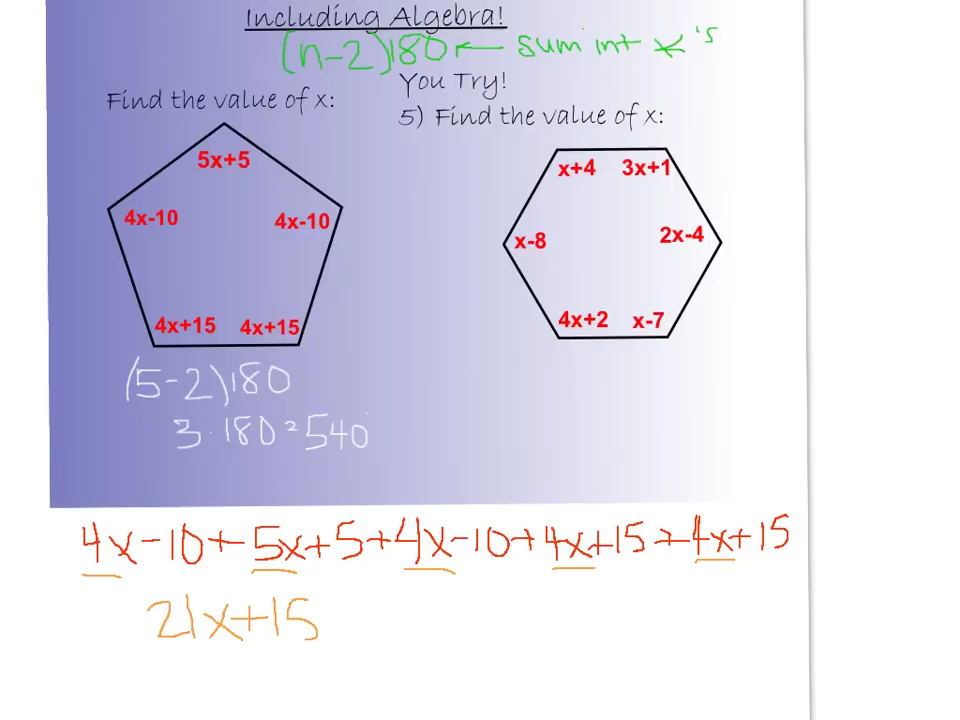 Including Algebra!
(n-2)180 ← sum int ∡'s
You Try!
Find the value of x:
5) Find the value of x:
5x+5
4x-10
4x-10
4x+15
4x+15
x+4
3x+1
x-8
2x-4
4x+2
x-7
(5-2)180
3·180=540
4x-10+5x+5+4x-10+4x+15+4x+15
21x+15